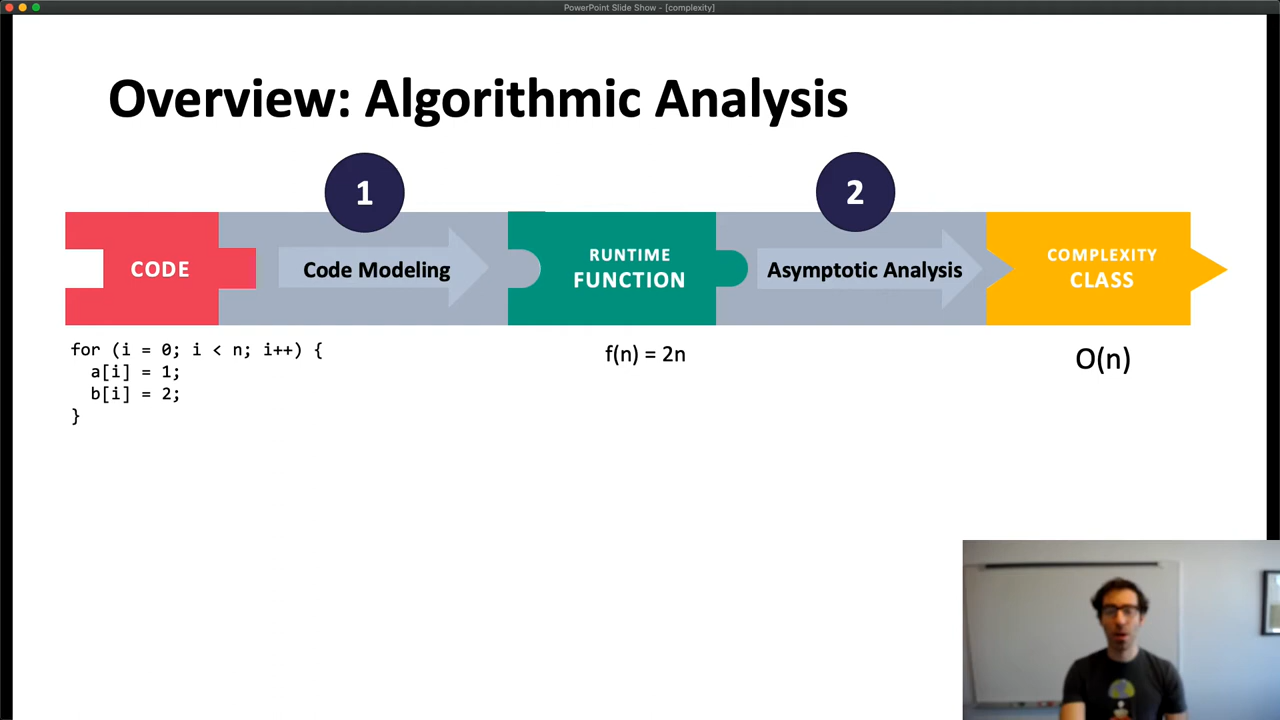 PowerPoint Slide Show - [complexity]
Overview: Algorithmic Analysis
1
2
CODE
Code Modeling
RUNTIME
FUNCTION
Asymptotic Analysis
COMPLEXITY
CLASS
for (i = 0; i < n; i++) {
  a[i] = 1;
  b[i] = 2;
}
f(n) = 2n
O(n)